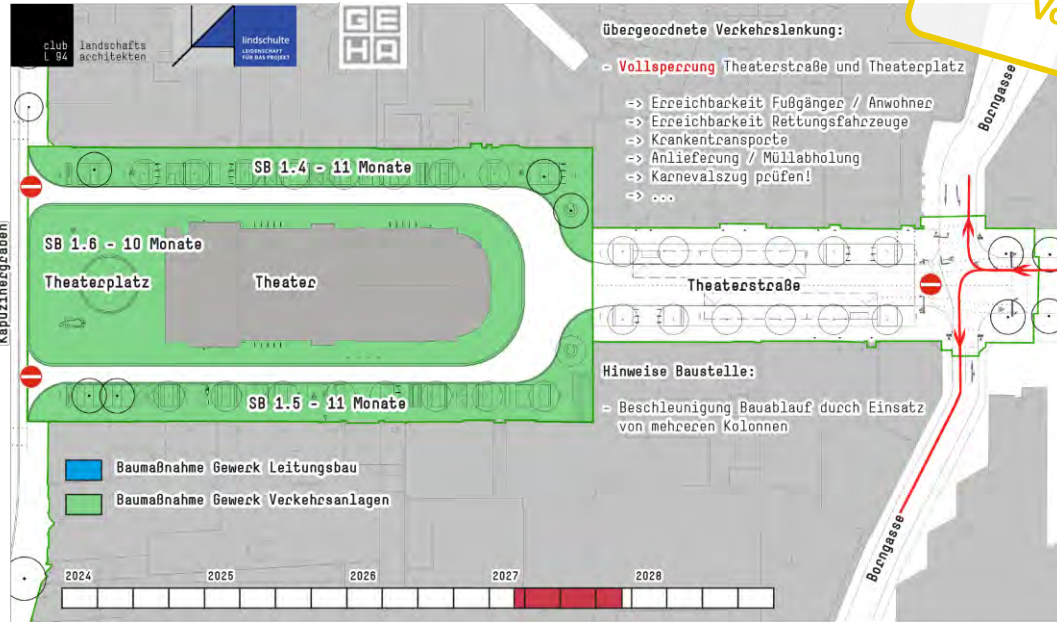 club
L 94
landschafts
architekten
lindschulte
LEIDENSCHAFT
FÜR DAS PROJEKT
GE
HA
übergeordnete Verkehrslenkung:
- Vollsperrung Theaterstraße und Theaterplatz
-> Erreichbarkeit Fußgänger / Anwohner
-> Erreichbarkeit Rettungsfahrzeuge
-> Krankentransporte
-> Anlieferung / Müllabholung
-> Karnevalszug prüfen!
-> ...
Borngasse
SB 1.4 - 11 Monate
SB 1.6 - 10 Monate
Theaterplatz
Theater
Theaterstraße
Kapuzinergraben
SB 1.5 - 11 Monate
Hinweise Baustelle:
- Beschleunigung Bauablauf durch Einsatz
von mehreren Kolonnen
Baumaßnahme Gewerk Leitungsbau
Baumaßnahme Gewerk Verkehrsanlagen
Borngasse
2024 2025 2026 2027 2028